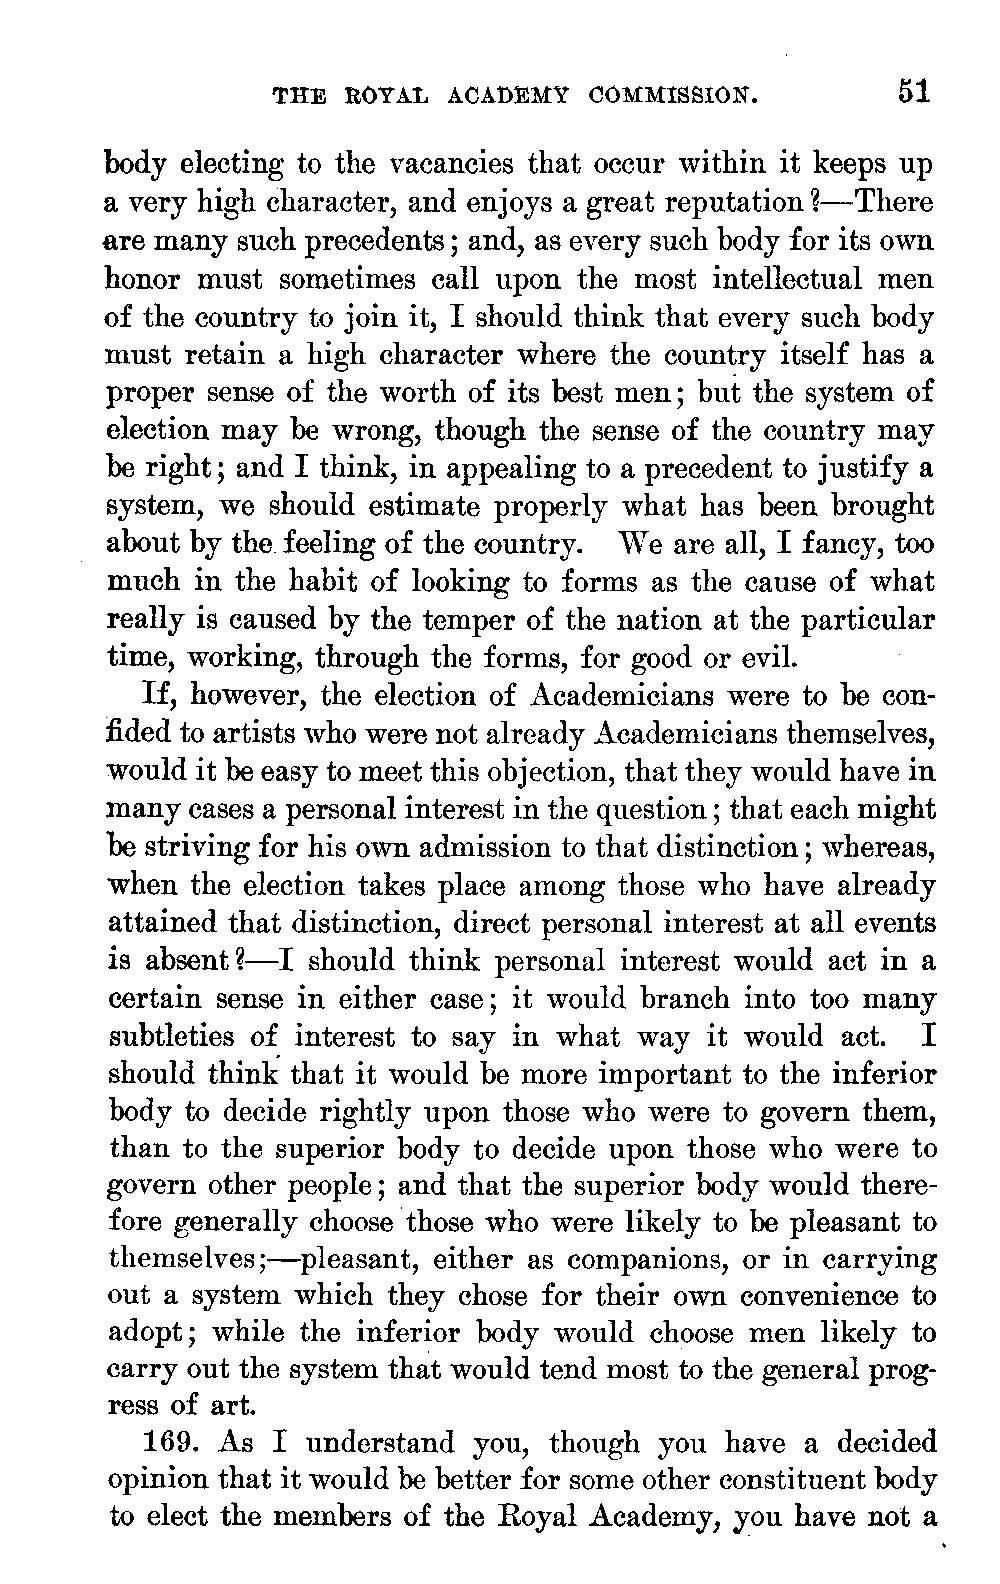 THE ROYAL ACADEMY COMMISSION. 51
body electing to the vacancies that occur within it keeps up
a very high character, and enjoys a great reputation?—There
are many such precedents; and, as every such body for its own
honor must sometimes call upon the most intellectual men
of the country to join it, I should think that every such body
must retain a high character where the country itself has a
proper sense of the worth of its best men; but the system of
election may be wrong, though the sense of the country may
be right; and I think, in appealing to a precedent to justify a
system, we should estimate properly what has been brought
about by the feeling of the country. We are all, I fancy, too
much in the habit of looking to forms as the cause of what
really is caused by the temper of the nation at the particular
time, working, through the forms, for good or evil.
If, however, the election of Academicians were to be con-
fided to artists who were not already Academicians themselves,
would it be easy to meet this objection, that they would have in
many cases a personal interest in the question; that each might
be striving for his own admission to that distinction; whereas,
when the election takes place among those who have already
attained that distinction, direct personal interest at all events
is absent?—I should think personal interest would act in a
certain sense in either case; it would branch into too many
subtleties of interest to say in what way it would act. I
should think that it would be more important to the inferior
body to decide rightly upon those who were to govern them,
than to the superior body to decide upon those who were to
govern other people; and that the superior body would there-
fore generally choose those who were likely to be pleasant to
themselves;—pleasant, either as companions, or in carrying
out a system which they chose for their own convenience to
adopt; while the inferior body would choose men likely to
carry out the system that would tend most to the general prog-
ress of art.
169. As I understand you, though you have a decided
opinion that it would be better for some other constituent body
to elect the members of the Royal Academy, you have not a